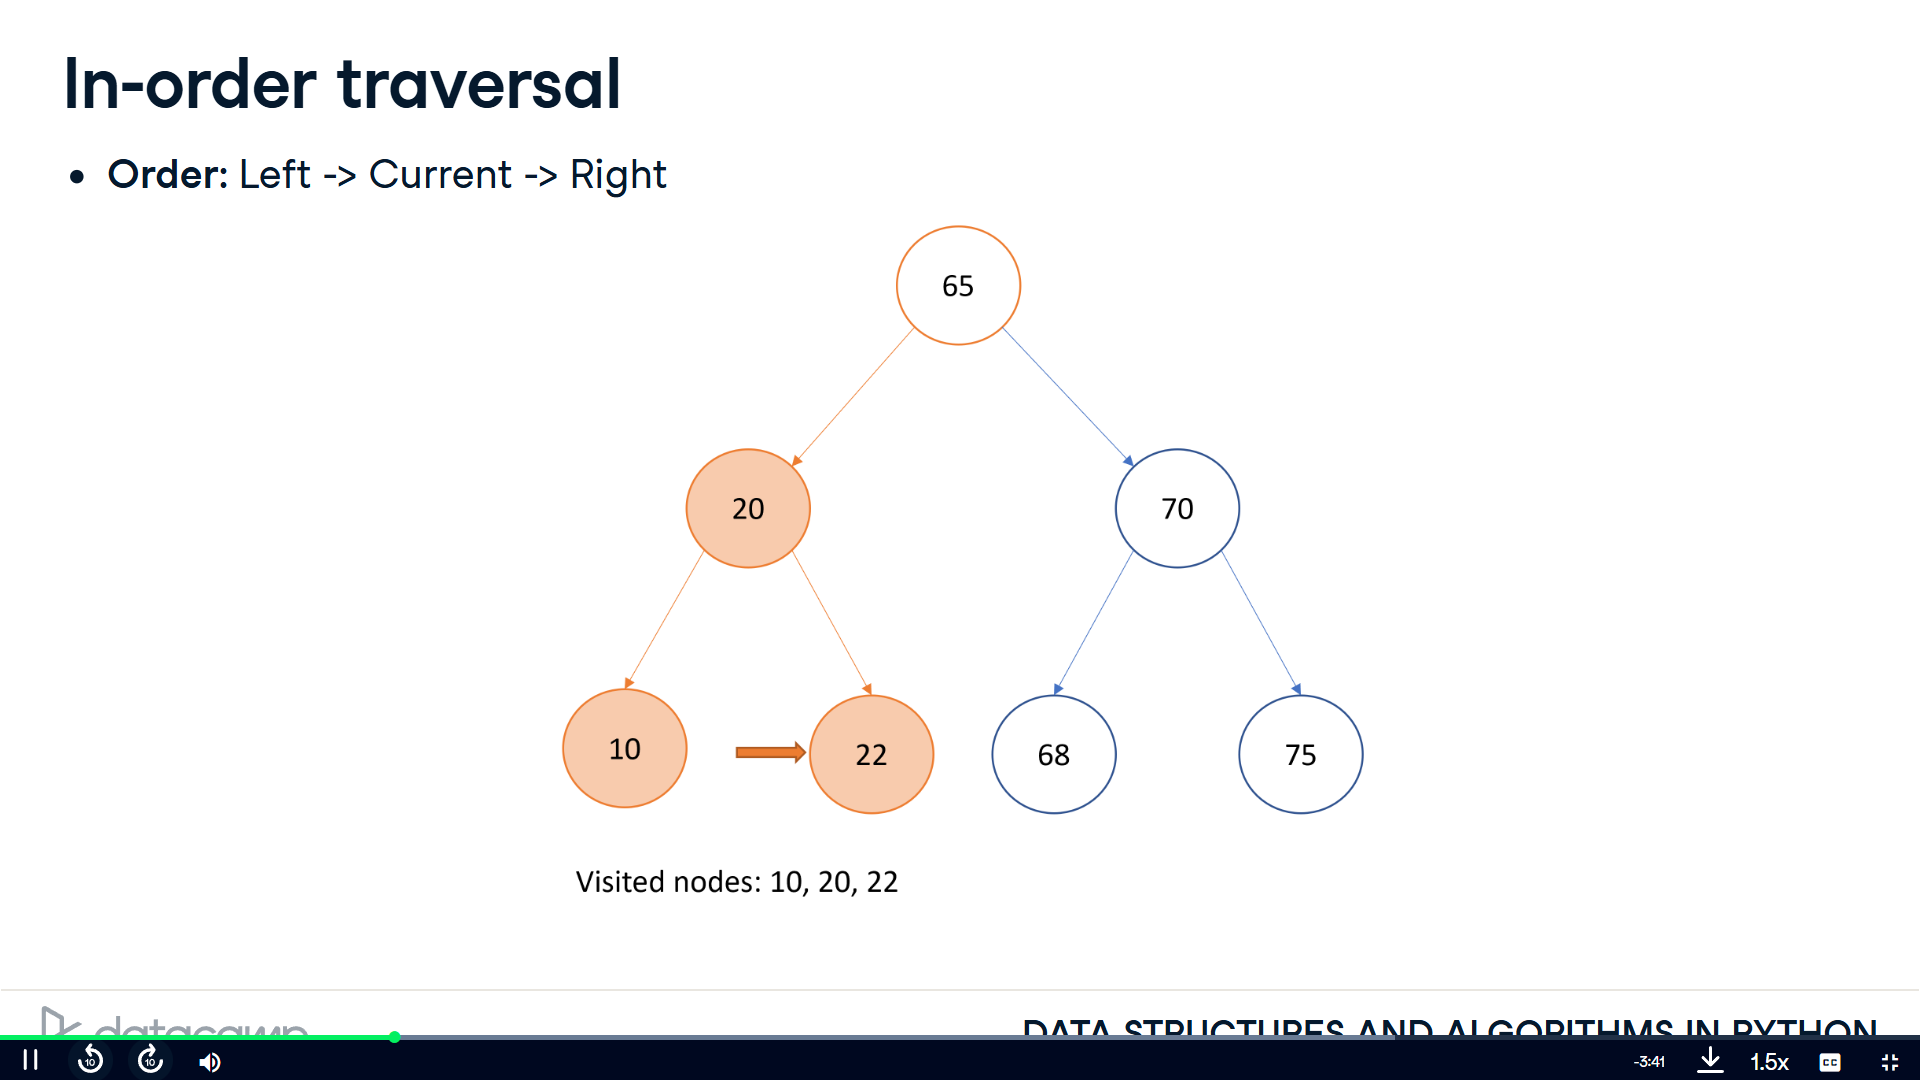 In-order traversal
• Order: Left -> Current -> Right
65
20
70
10
22
68
75
Visited nodes: 10, 20, 22
datacamp
DATA STRUCTURES AND ALGORITHMS IN PYTHON
10
10
-3:41
1.5x
CC